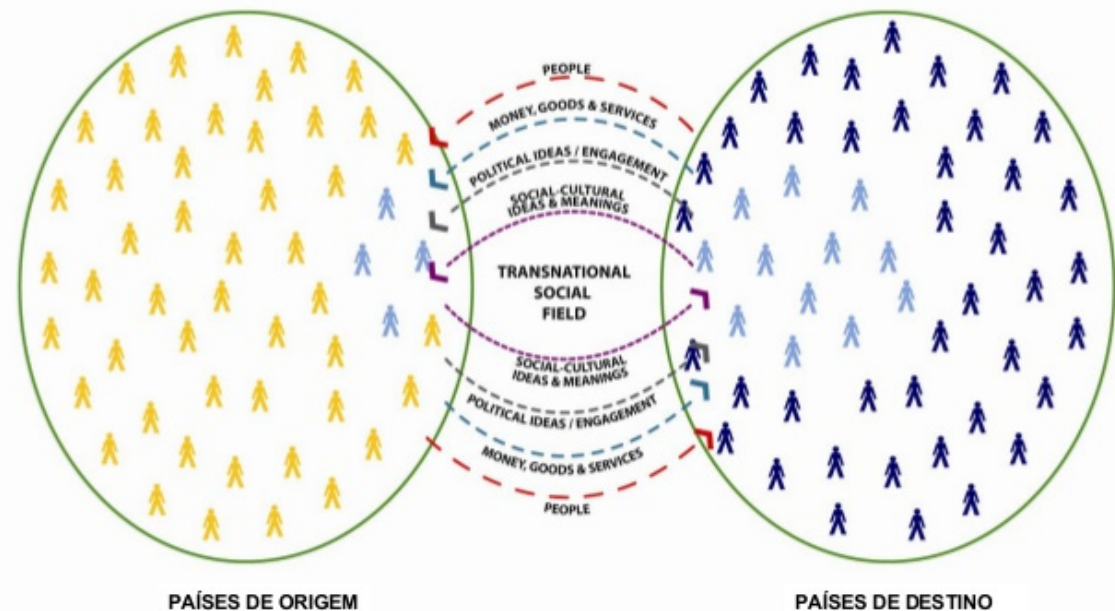 PEOPLE
MONEY, GOODS & SERVICES
POLITICAL IDEAS / ENGAGEMENT
SOCIAL-CULTURAL
IDEAS & MEANINGS
TRANSNATIONAL
SOCIAL
FIELD
SOCIAL-CULTURAL
IDEAS & MEANINGS
POLITICAL IDEAS / ENGAGEMENT
MONEY, GOODS & SERVICES
PEOPLE
PAÍSES DE ORIGEM
PAÍSES DE DESTINO